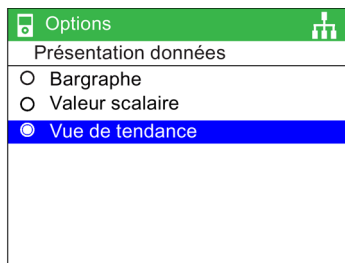 Options
Présentation données
Bargraphe
Valeur scalaire
Vue de tendance